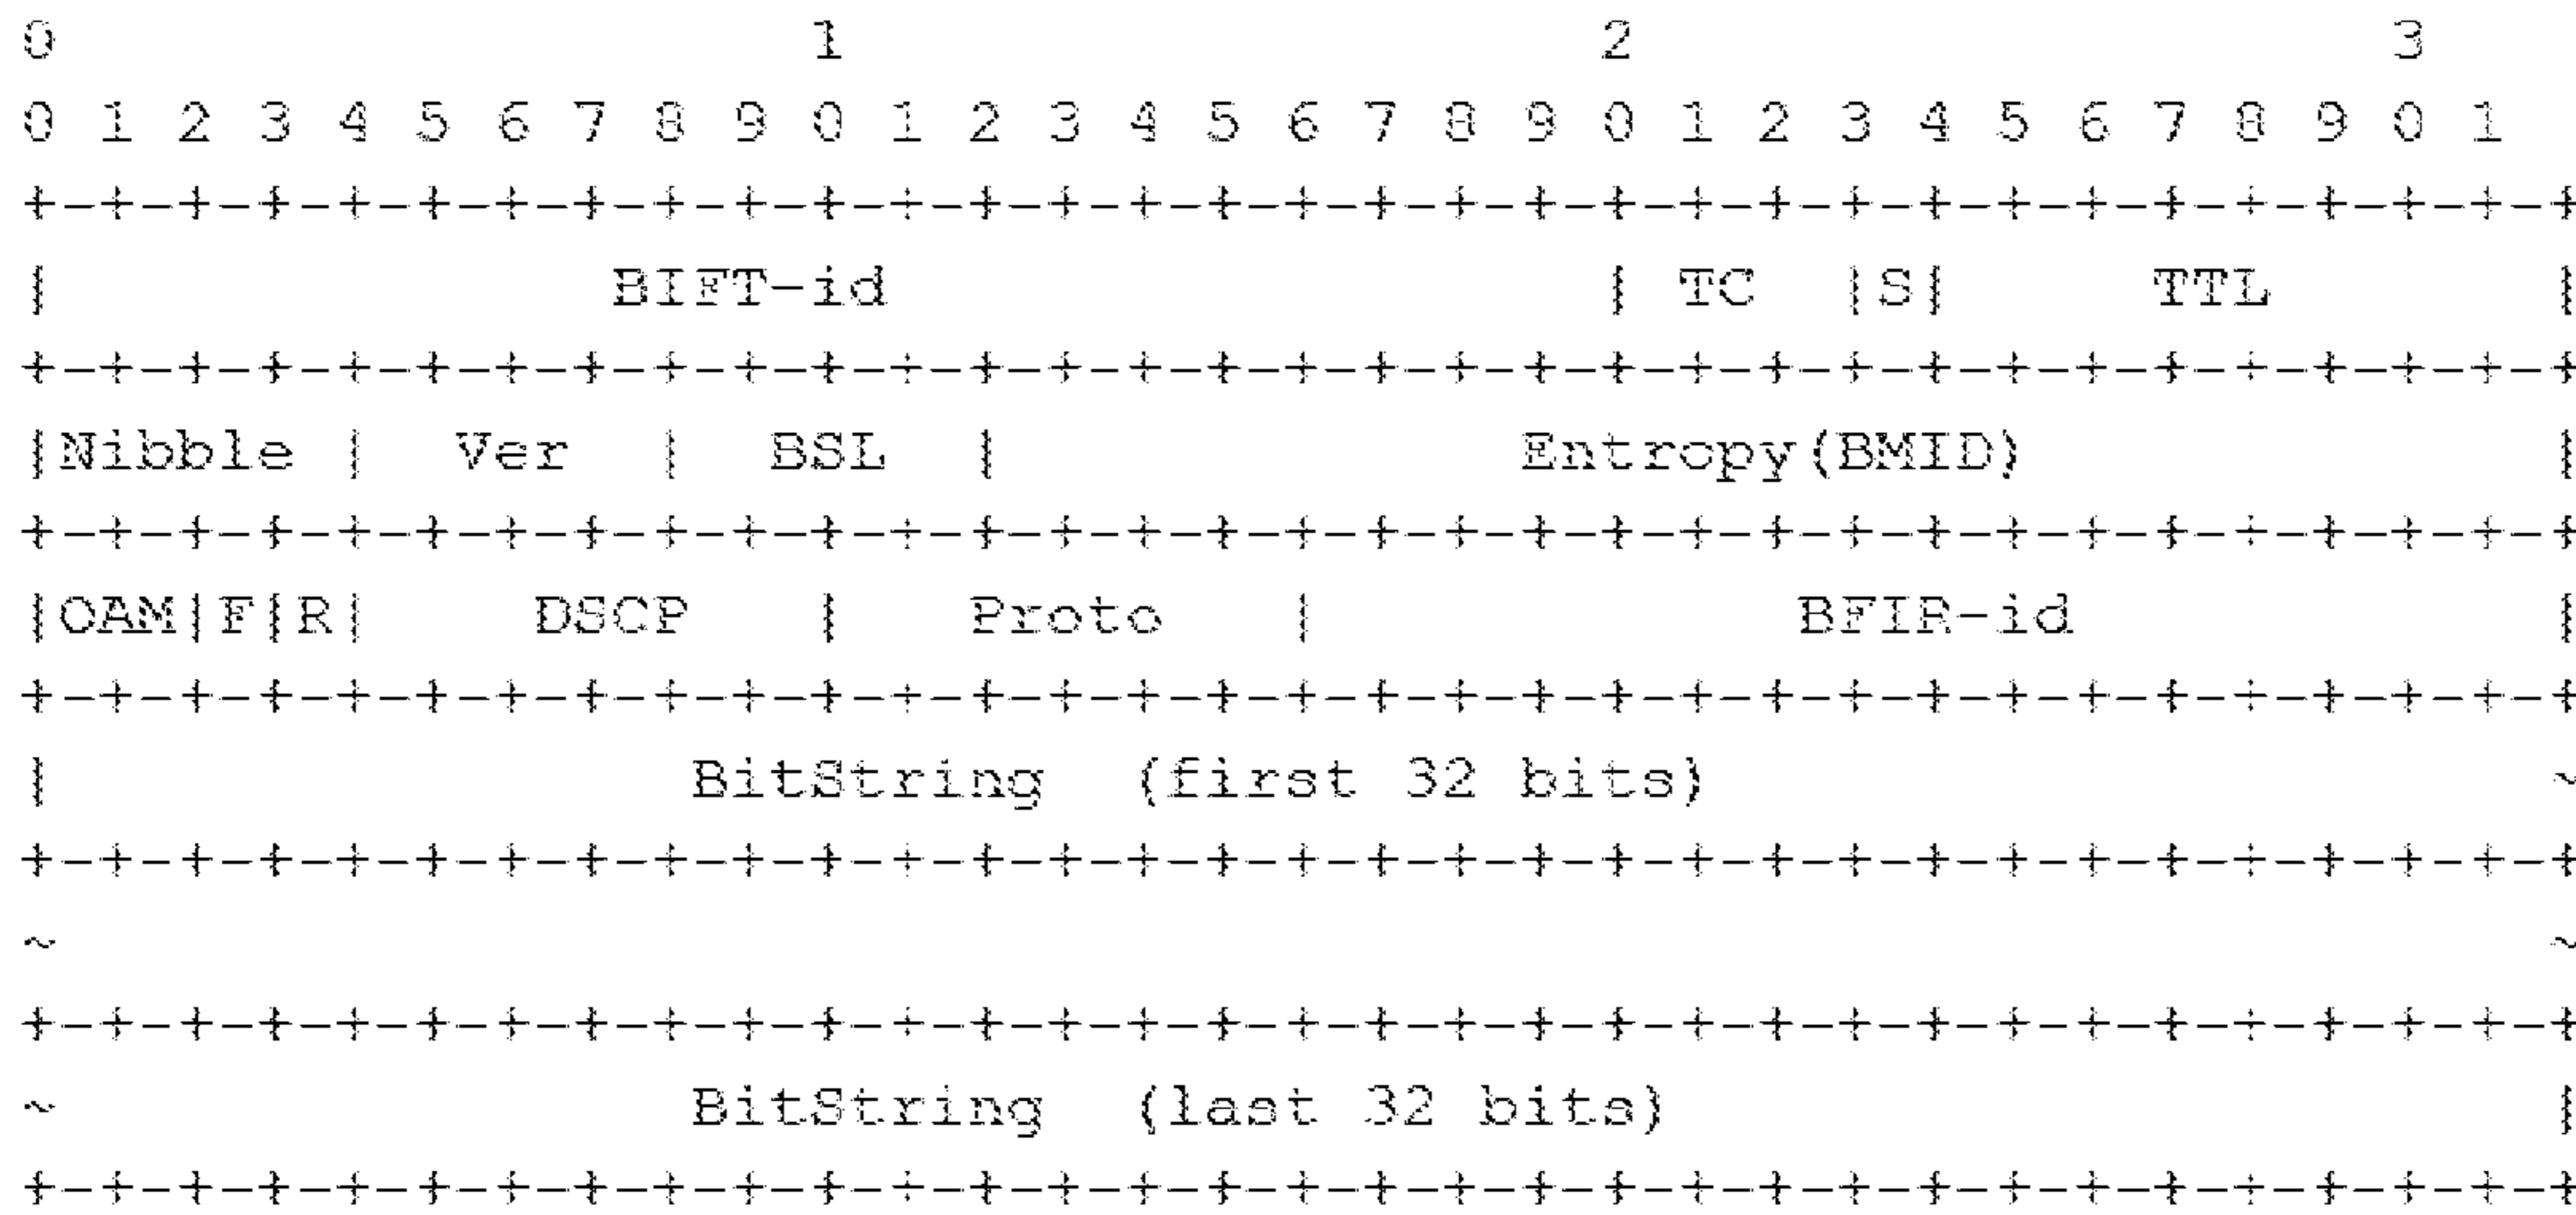 0                   1                   2                   3
0 1 2 3 4 5 6 7 8 9 0 1 2 3 4 5 6 7 8 9 0 1 2 3 4 5 6 7 8 9 0 1
+-+-+-+-+-+-+-+-+-+-+-+-+-+-+-+-+-+-+-+-+-+-+-+-+-+-+-+-+-+-+-+-+
|              BIFT-id                  | TC  |S|     TTL       |
+-+-+-+-+-+-+-+-+-+-+-+-+-+-+-+-+-+-+-+-+-+-+-+-+-+-+-+-+-+-+-+-+
|Nibble |  Ver  |  BSL  |             Entropy(BMID)             |
+-+-+-+-+-+-+-+-+-+-+-+-+-+-+-+-+-+-+-+-+-+-+-+-+-+-+-+-+-+-+-+-+
|OAM|F|R|    DSCP   |   Proto   |            BFIR-id            |
+-+-+-+-+-+-+-+-+-+-+-+-+-+-+-+-+-+-+-+-+-+-+-+-+-+-+-+-+-+-+-+-+
|                BitString  (first 32 bits)                     ~
+-+-+-+-+-+-+-+-+-+-+-+-+-+-+-+-+-+-+-+-+-+-+-+-+-+-+-+-+-+-+-+-+
~                                                               ~
+-+-+-+-+-+-+-+-+-+-+-+-+-+-+-+-+-+-+-+-+-+-+-+-+-+-+-+-+-+-+-+-+
~                BitString  (last 32 bits)                      |
+-+-+-+-+-+-+-+-+-+-+-+-+-+-+-+-+-+-+-+-+-+-+-+-+-+-+-+-+-+-+-+-+